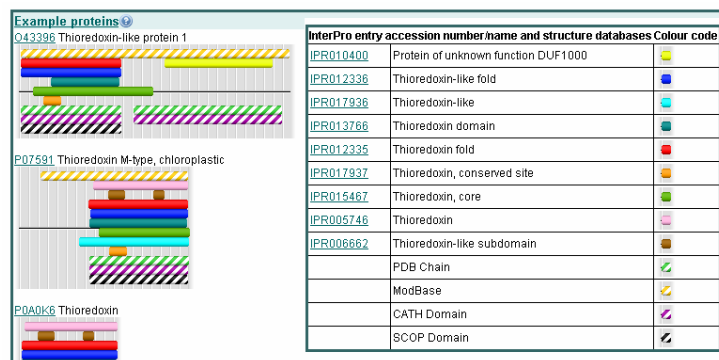 Example proteins
O43396 Thioredoxin-like protein 1
P07591 Thioredoxin M-type, chloroplastic
P0A0K6 Thioredoxin
InterPro entry accession number/name and structure databases Colour code
IPR010400 Protein of unknown function DUF1000
IPR012336 Thioredoxin-like fold
IPR017936 Thioredoxin-like
IPR013766 Thioredoxin domain
IPR012335 Thioredoxin fold
IPR017937 Thioredoxin, conserved site
IPR015467 Thioredoxin, core
IPR005746 Thioredoxin
IPR006662 Thioredoxin-like subdomain
PDB Chain
ModBase
CATH Domain
SCOP Domain